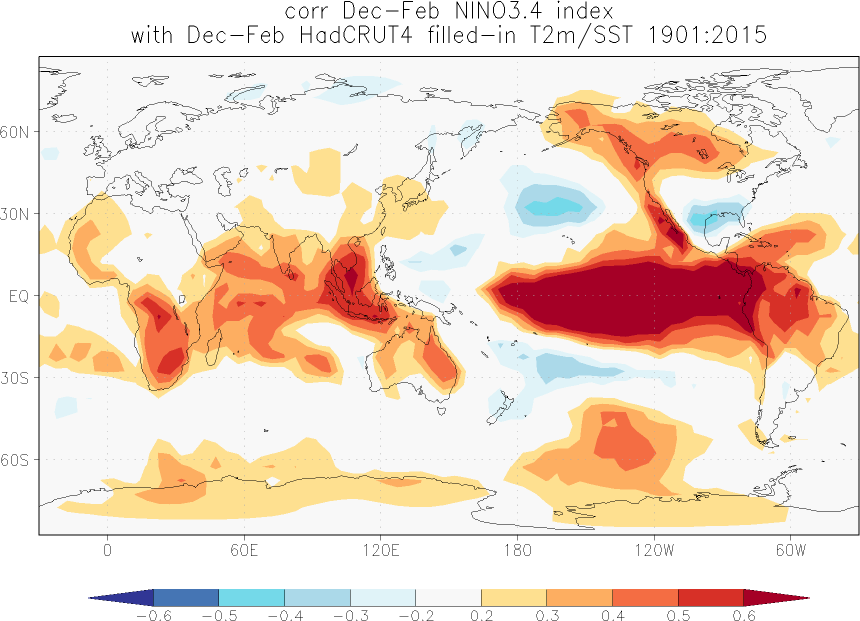 corr Dec-Feb NINO3.4 index
with Dec-Feb HadCRUT4 filled-in T2m/SST 1901:2015
60N
30N
EQ
30S
60S
0 60E 120E 180 120W 60W
-0.6 -0.5 -0.4 -0.3 -0.2 0.2 0.3 0.4 0.5 0.6